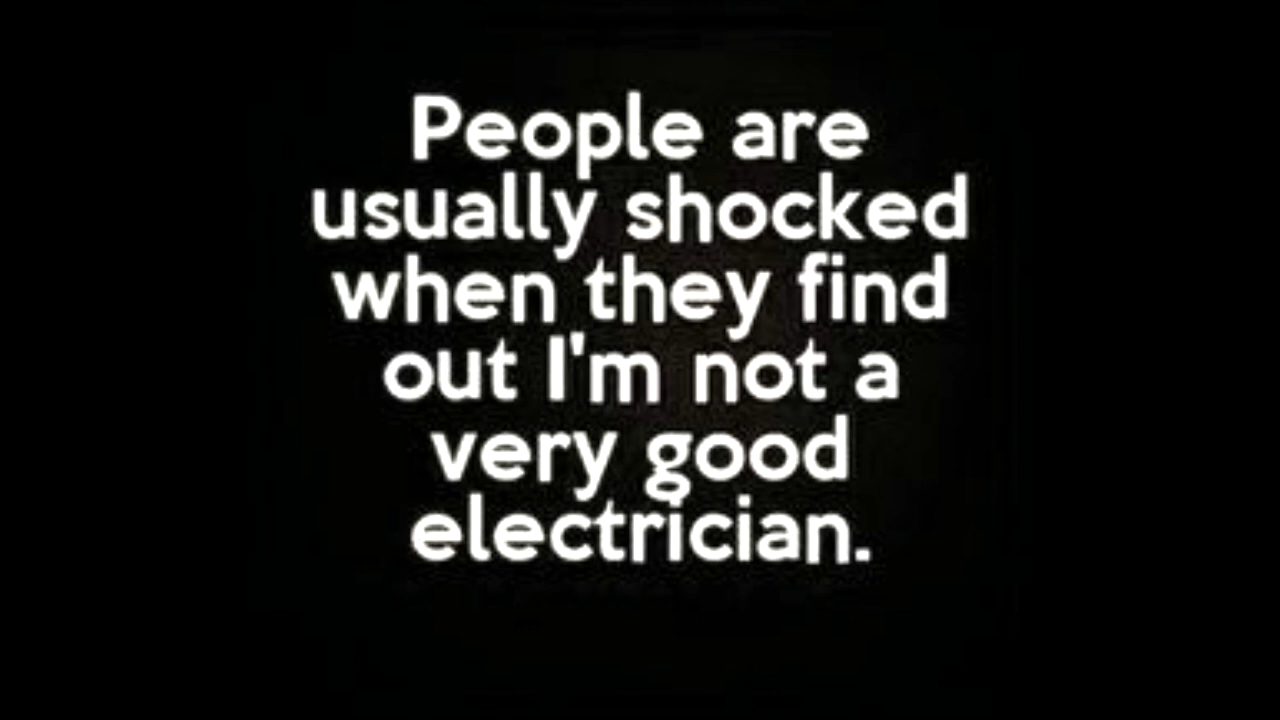 People are
usually shocked
when they find
out I'm not a
very good
electrician.